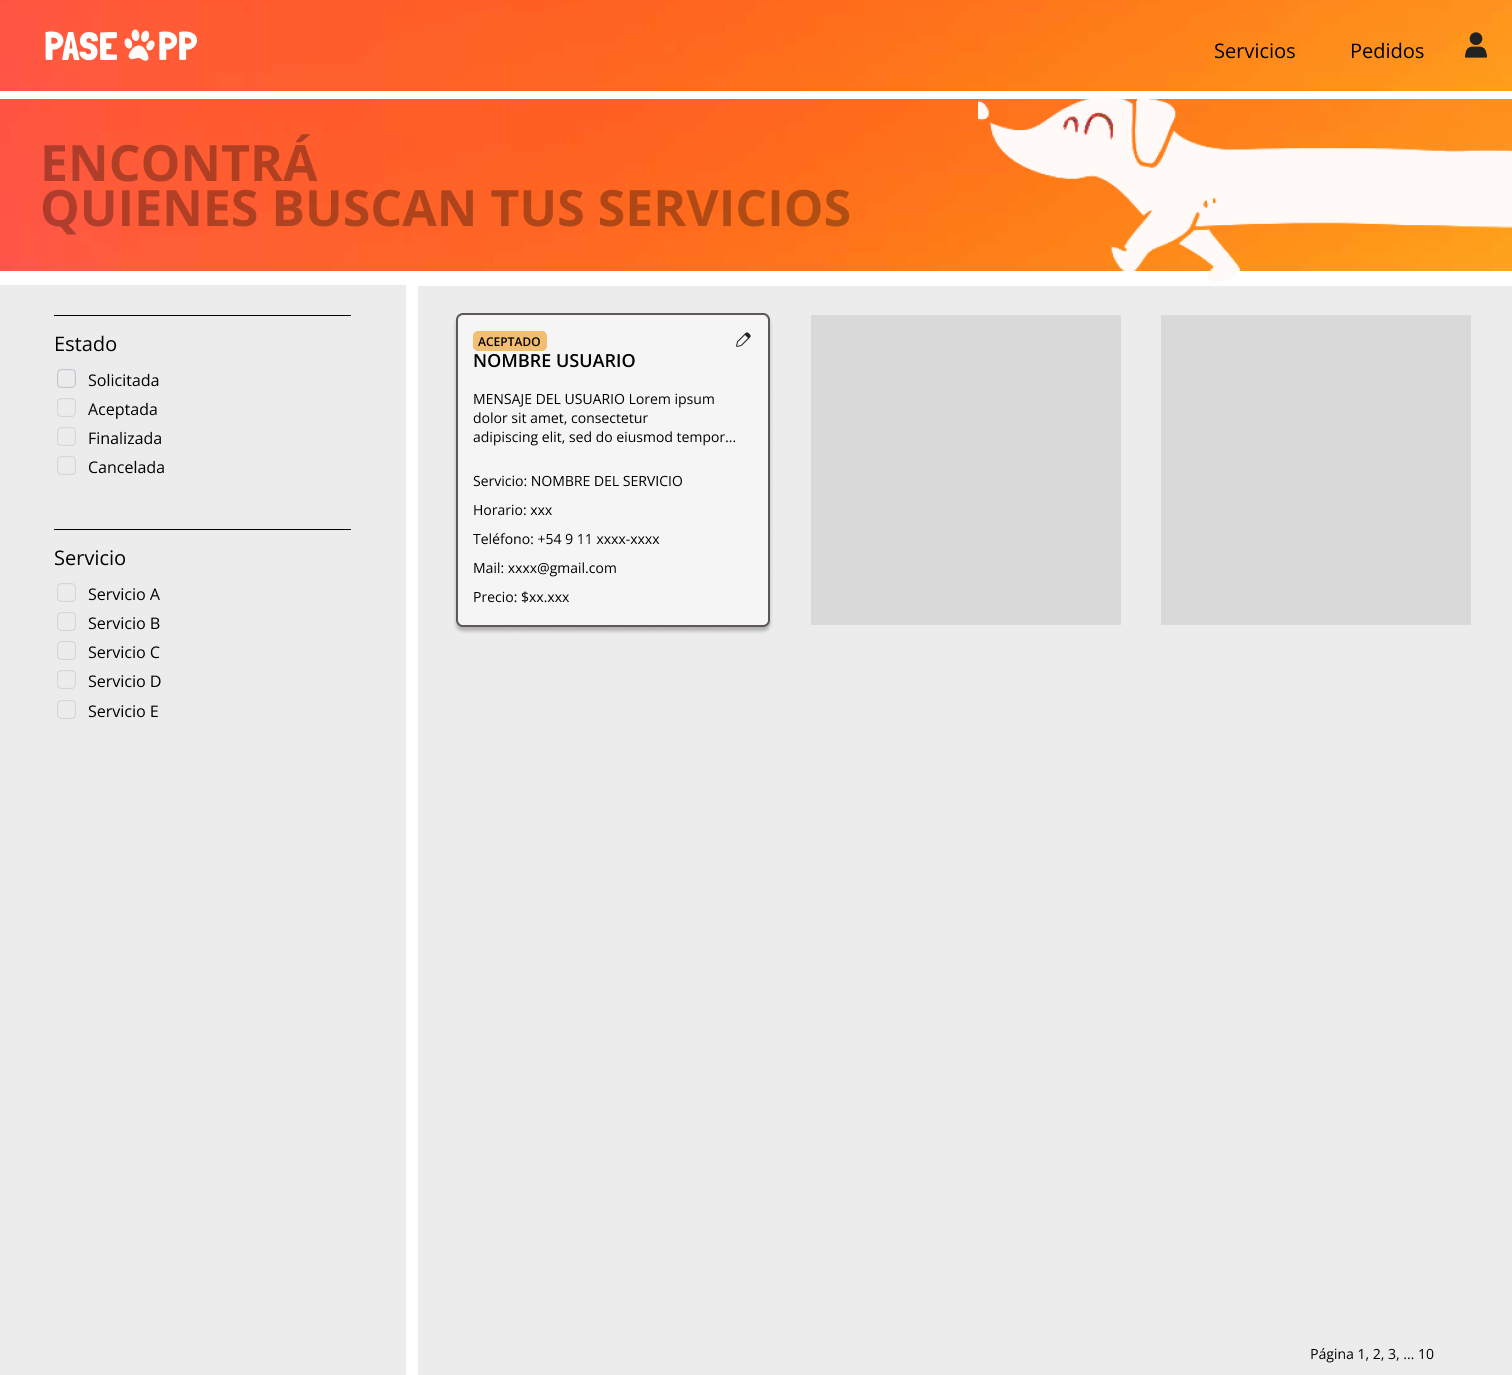 PASE PP
Servicios
Pedidos
ENCONTRÁ
QUIENES BUSCAN TUS SERVICIOS
Estado
Solicitada
Aceptada
Finalizada
Cancelada
Servicio
Servicio A
Servicio B
Servicio C
Servicio D
Servicio E
ACEPTADO
NOMBRE USUARIO
MENSAJE DEL USUARIO Lorem ipsum
dolor sit amet, consectetur
adipiscing elit, sed do eiusmod tempor...
Servicio: NOMBRE DEL SERVICIO
Horario: xxx
Teléfono: +54 9 11 xxxx-xxxx
Mail: xxxx@gmail.com
Precio: $xx.xxx
Página 1, 2, 3, ... 10